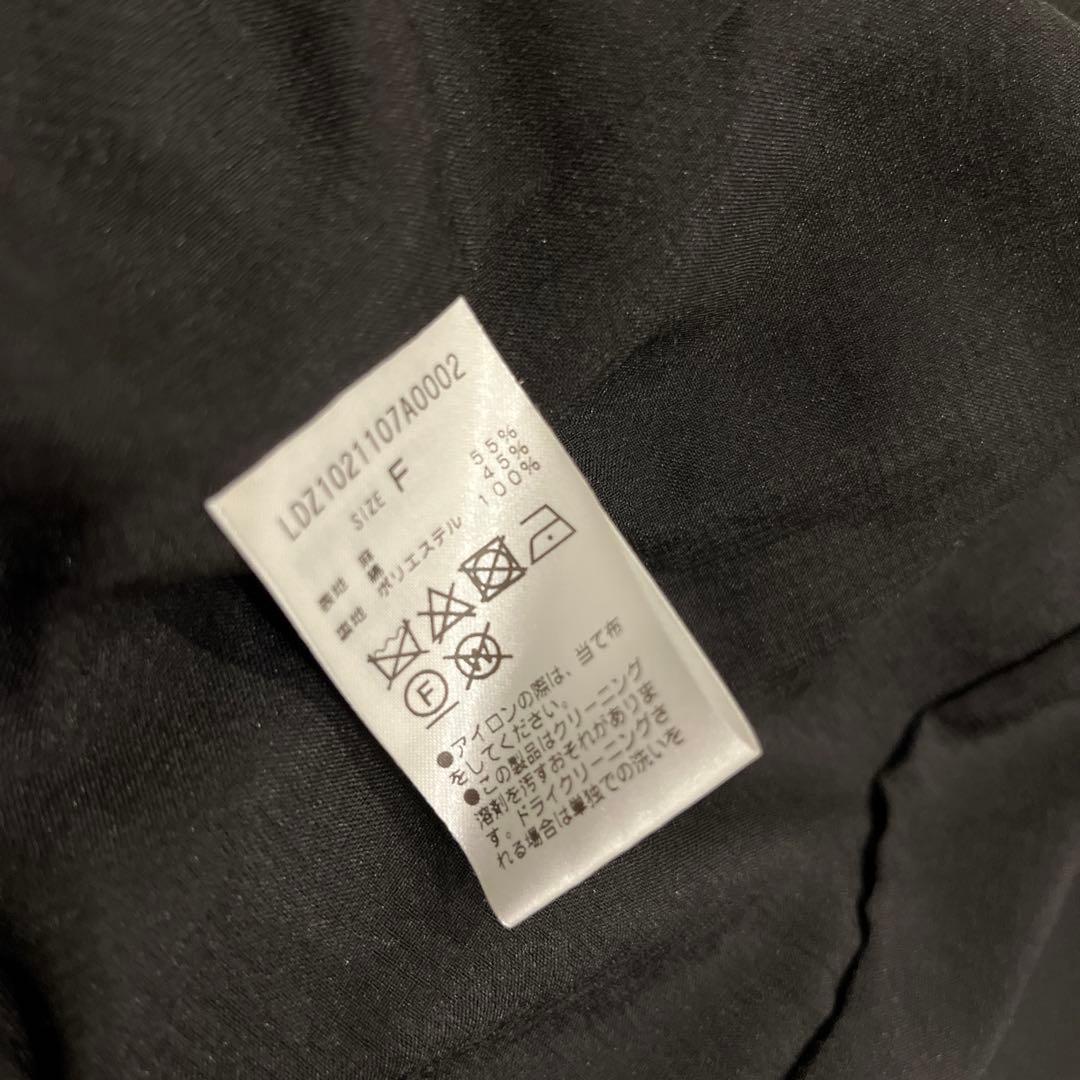 LDZ1021107A0002
SIZE F
表地 麻 55%
綿 45%
裏地 ポリエステル 100%
F W
●アイロンの際は、当て布
をしてください。
●この製品はクリーニング
溶剤を汚すおそれがありま
す。ドライクリーニングさ
れる場合は単独での洗いを